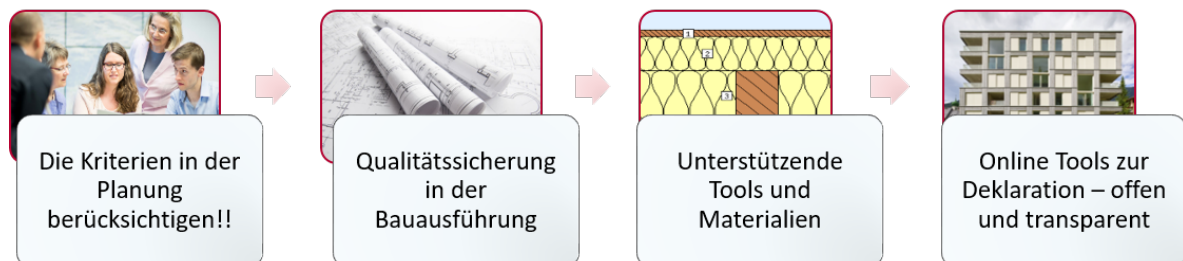 1
2
3
Die Kriterien in der
Planung
berücksichtigen!!
Qualitätssicherung
in der
Bauausführung
Unterstützende
Tools und
Materialien
Online Tools zur
Deklaration – offen
und transparent